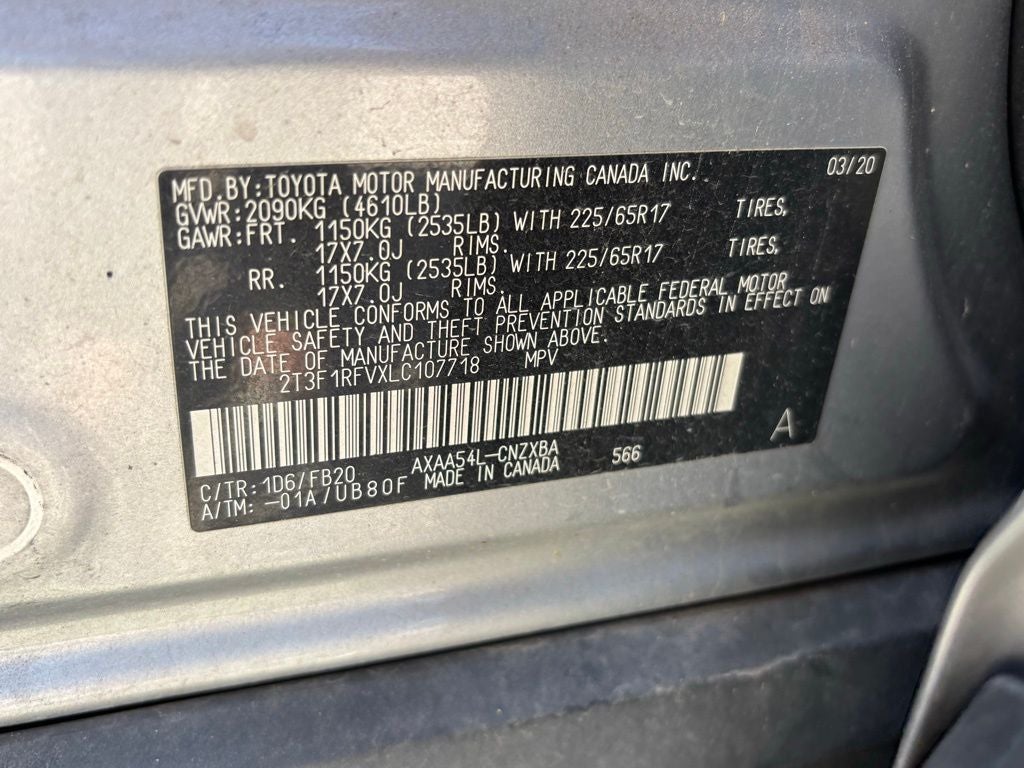 MFD.BY:TOYOTA MOTOR MANUFACTURING CANADA INC. 03/20
GVWR:2090KG (4610LB)
GAWR:FRT. 1150KG (2535LB) WITH 225/65R17 TIRES,
17X7.0J RIMS.
RR. 1150KG (2535LB) WITH 225/65R17 TIRES,
17X7.0J RIMS.
THIS VEHICLE CONFORMS TO ALL APPLICABLE FEDERAL MOTOR
VEHICLE SAFETY AND THEFT PREVENTION STANDARDS IN EFFECT ON
THE DATE OF MANUFACTURE SHOWN ABOVE.
2T3F1RFVXLC107718 MPV
A
C/TR:1D6/FB20 AXAA54L-CNZXBA 566
A/TM:-01A/UB80F MADE IN CANADA